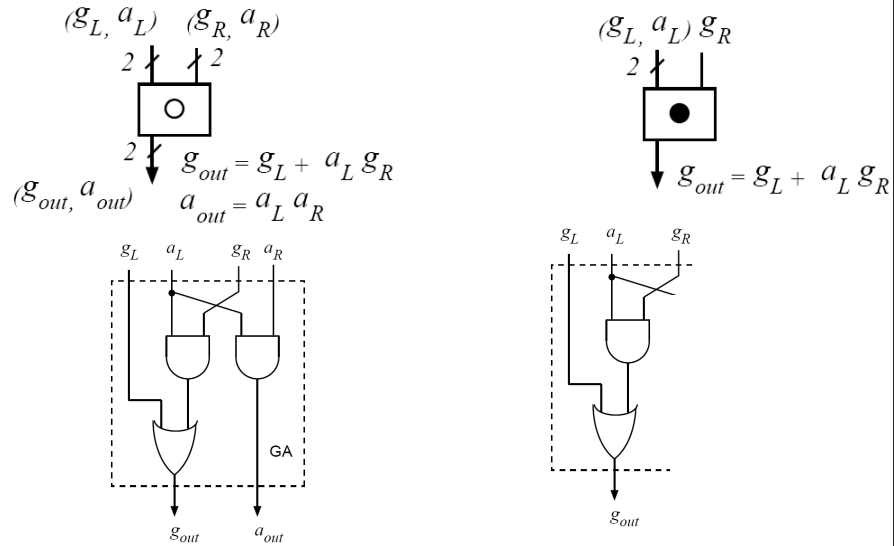 (g_L, a_L) (g_R, a_R)
2 2
2
g_out = g_L + a_L g_R
(g_out, a_out)
a_out = a_L a_R
g_L a_L g_R a_R
GA
g_out a_out
(g_L, a_L) g_R
2
g_out = g_L + a_L g_R
g_L a_L g_R
g_out